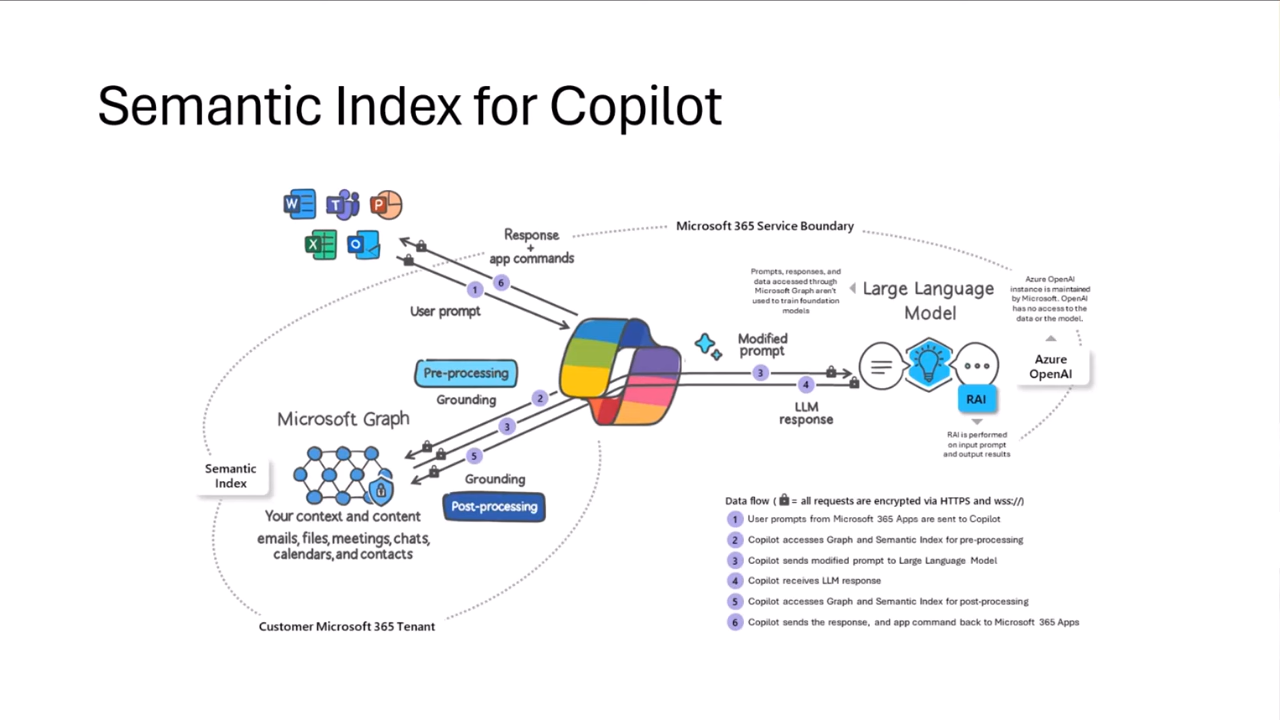 Semantic Index for Copilot
W
T
P
X
O
Response
+
app commands
Microsoft 365 Service Boundary
6
1
User prompt
Prompts, responses, and
data accessed through
Microsoft Graph aren't
used to train foundation
models
Large Language
Model
Azure OpenAI
instance is maintained
by Microsoft. OpenAI
has no access to the
data or the model.
Modified
prompt
3
4
LLM
response
Azure
OpenAI
RAI
RAI is performed
on input prompt
and output results
Pre-processing
Grounding
2
3
5
Microsoft Graph
Grounding
Post-processing
Semantic
Index
Your context and content
emails, files, meetings, chats,
calendars, and contacts
Customer Microsoft 365 Tenant
Data flow ( = all requests are encrypted via HTTPS and wss://)
1 User prompts from Microsoft 365 Apps are sent to Copilot
2 Copilot accesses Graph and Semantic Index for pre-processing
3 Copilot sends modified prompt to Large Language Model
4 Copilot receives LLM response
5 Copilot accesses Graph and Semantic Index for post-processing
6 Copilot sends the response, and app command back to Microsoft 365 Apps